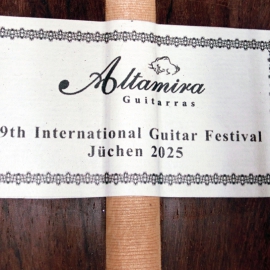 Altamira
Guitarras
9th International Guitar Festival
Jüchen 2025